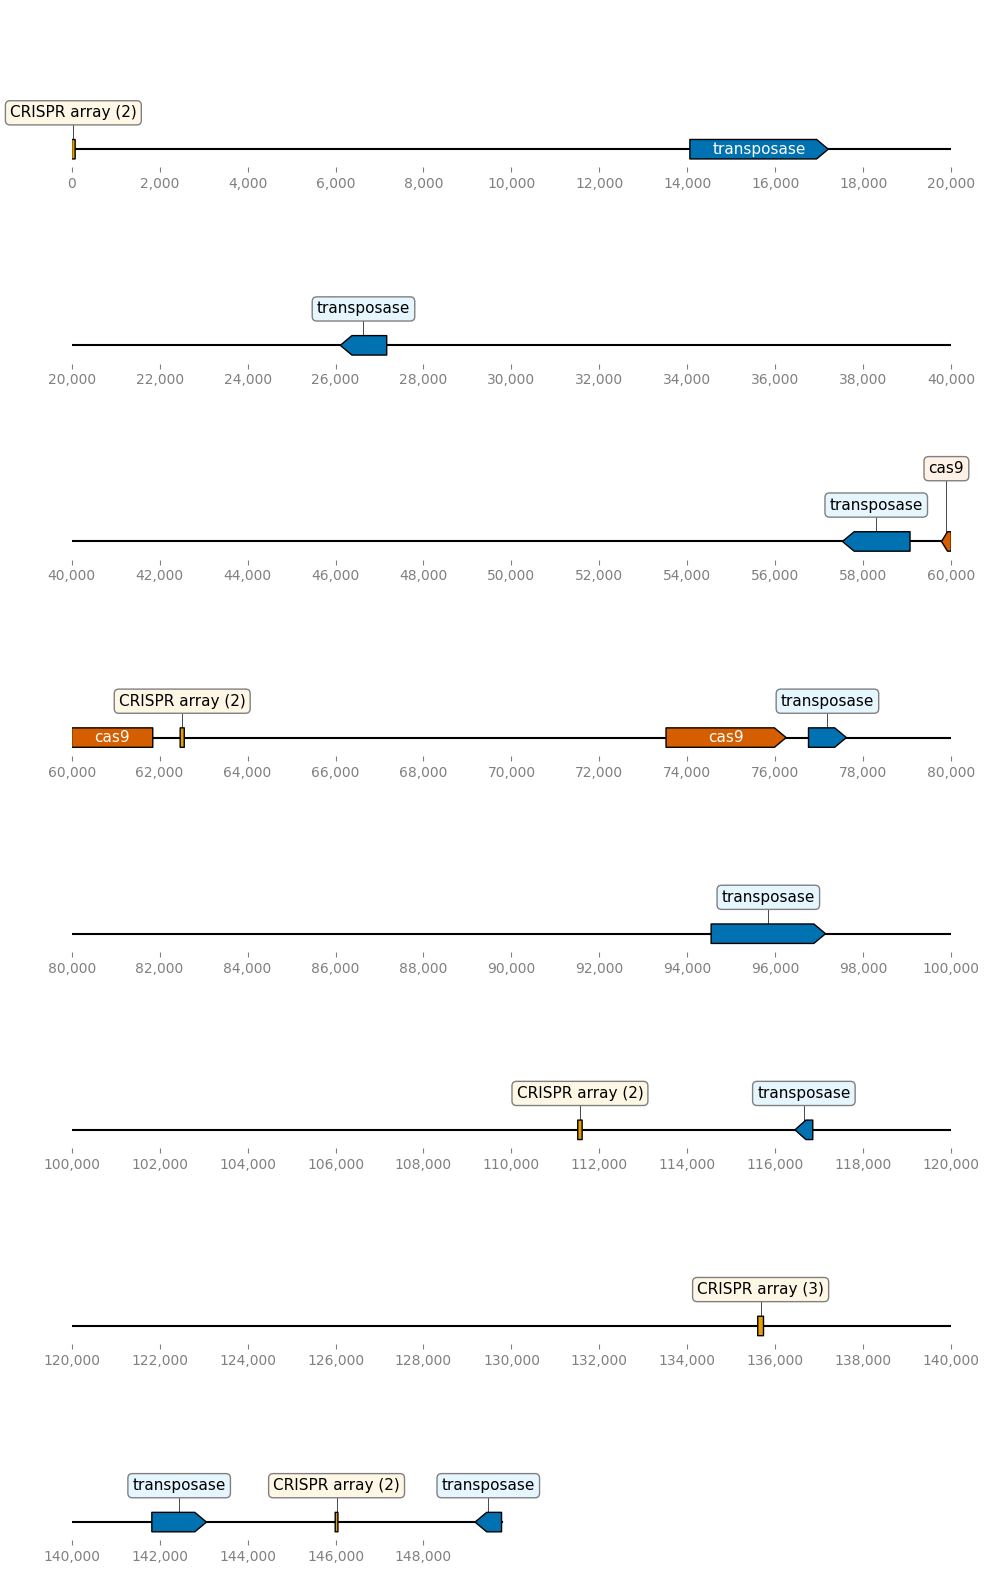 CRISPR array (2)
transposase
0 2,000 4,000 6,000 8,000 10,000 12,000 14,000 16,000 18,000 20,000
transposase
20,000 22,000 24,000 26,000 28,000 30,000 32,000 34,000 36,000 38,000 40,000
cas9
transposase
40,000 42,000 44,000 46,000 48,000 50,000 52,000 54,000 56,000 58,000 60,000
CRISPR array (2) transposase
cas9 cas9
60,000 62,000 64,000 66,000 68,000 70,000 72,000 74,000 76,000 78,000 80,000
transposase
80,000 82,000 84,000 86,000 88,000 90,000 92,000 94,000 96,000 98,000 100,000
CRISPR array (2) transposase
100,000 102,000 104,000 106,000 108,000 110,000 112,000 114,000 116,000 118,000 120,000
CRISPR array (3)
120,000 122,000 124,000 126,000 128,000 130,000 132,000 134,000 136,000 138,000 140,000
transposase CRISPR array (2) transposase
140,000 142,000 144,000 146,000 148,000